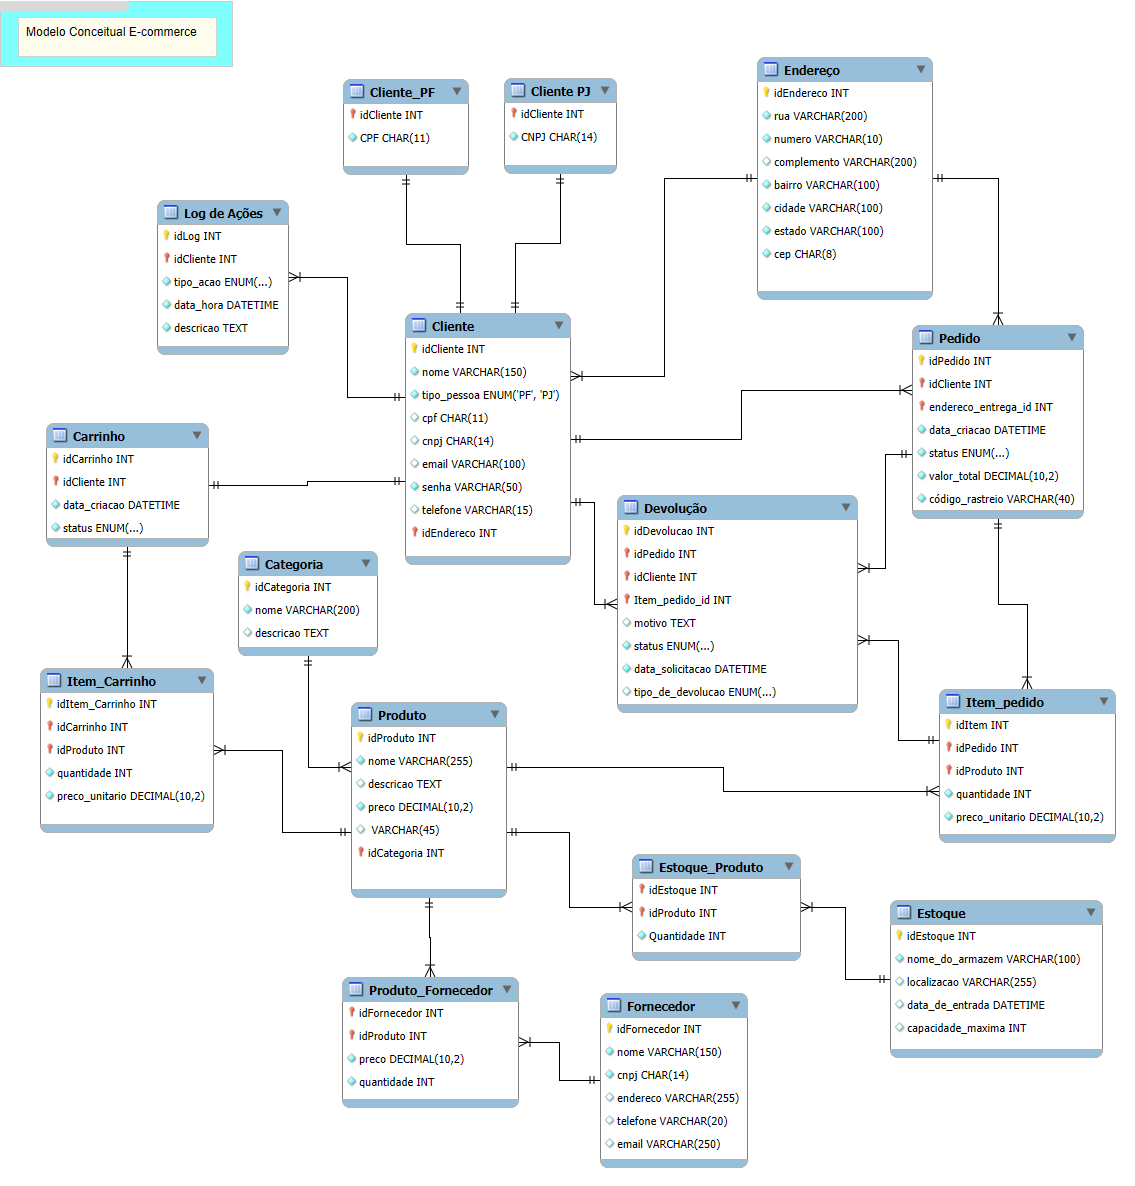 Modelo Conceitual E-commerce
Cliente_PF
idCliente INT
CPF CHAR(11)
Cliente PJ
idCliente INT
CNPJ CHAR(14)
Endereço
idEndereco INT
rua VARCHAR(200)
numero VARCHAR(10)
complemento VARCHAR(200)
bairro VARCHAR(100)
cidade VARCHAR(100)
estado VARCHAR(100)
cep CHAR(8)
Log de Ações
idLog INT
idCliente INT
tipo_acao ENUM(...)
data_hora DATETIME
descricao TEXT
Cliente
idCliente INT
nome VARCHAR(150)
tipo_pessoa ENUM('PF', 'PJ')
cpf CHAR(11)
cnpj CHAR(14)
email VARCHAR(100)
senha VARCHAR(50)
telefone VARCHAR(15)
idEndereco INT
Pedido
idPedido INT
idCliente INT
endereco_entrega_id INT
data_criacao DATETIME
status ENUM(...)
valor_total DECIMAL(10,2)
código_rastreio VARCHAR(40)
Carrinho
idCarrinho INT
idCliente INT
data_criacao DATETIME
status ENUM(...)
Devolução
idDevolucao INT
idPedido INT
idCliente INT
Item_pedido_id INT
motivo TEXT
status ENUM(...)
data_solicitacao DATETIME
tipo_de_devolucao ENUM(...)
Categoria
idCategoria INT
nome VARCHAR(200)
descricao TEXT
Item_Carrinho
idItem_Carrinho INT
idCarrinho INT
idProduto INT
quantidade INT
preco_unitario DECIMAL(10,2)
Produto
idProduto INT
nome VARCHAR(255)
descricao TEXT
preco DECIMAL(10,2)
VARCHAR(45)
idCategoria INT
Item_pedido
idItem INT
idPedido INT
idProduto INT
quantidade INT
preco_unitario DECIMAL(10,2)
Estoque_Produto
idEstoque INT
idProduto INT
Quantidade INT
Estoque
idEstoque INT
nome_do_armazem VARCHAR(100)
localizacao VARCHAR(255)
data_de_entrada DATETIME
capacidade_maxima INT
Produto_Fornecedor
idFornecedor INT
idProduto INT
preco DECIMAL(10,2)
quantidade INT
Fornecedor
idFornecedor INT
nome VARCHAR(150)
cnpj CHAR(14)
endereco VARCHAR(255)
telefone VARCHAR(20)
email VARCHAR(250)